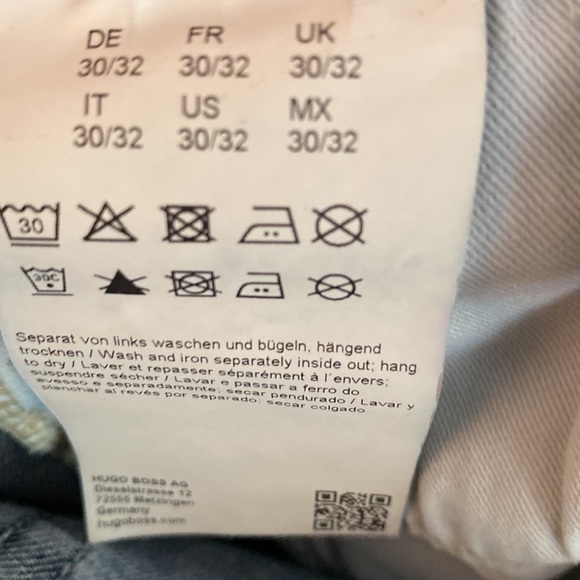 DE FR UK
30/32 30/32 30/32
IT US MX
30/32 30/32 30/32
30
30C
Separat von links waschen und bügeln, hängend
trocknen / Wash and iron separately inside out; hang
to dry / Laver et repasser séparément à l'envers;
suspendre sécher / Lavar e passar a ferro do
avesso e separadamente; secar pendurado / Lavar y
planchar al revés por separado; secar colgado
HUGO BOSS AG
Dieselstrasse 12
72555 Metzingen
Germany
hugoboss.com